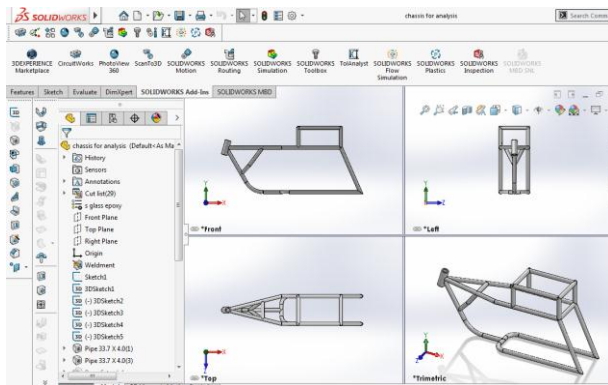 SOLIDWORKS
chassis for analysis
Search Comm
3DEXPERIENCE Marketplace
CircuitWorks
PhotoView 360
ScanTo3D
SOLIDWORKS Motion
SOLIDWORKS Routing
SOLIDWORKS Simulation
SOLIDWORKS Toolbox
TolAnalyst
SOLIDWORKS Flow Simulation
SOLIDWORKS Plastics
SOLIDWORKS Inspection
SOLIDWORKS MBD SNL
Features Sketch Evaluate DimXpert SOLIDWORKS Add-Ins SOLIDWORKS MBD
chassis for analysis (Default<As Ma
History
Sensors
Annotations
Cut list(29)
s glass epoxy
Front Plane
Top Plane
Right Plane
Origin
Weldment
Sketch1
3DSketch1
(-) 3DSketch2
(-) 3DSketch3
(-) 3DSketch4
(-) 3DSketch5
Pipe 33.7 X 4.0(1)
Pipe 33.7 X 4.0(3)
*Front
*Left
*Top
*Trimetric